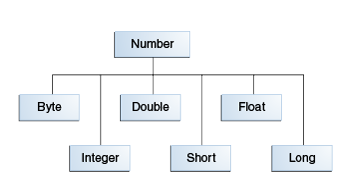 Number
Byte
Double
Float
Integer
Short
Long